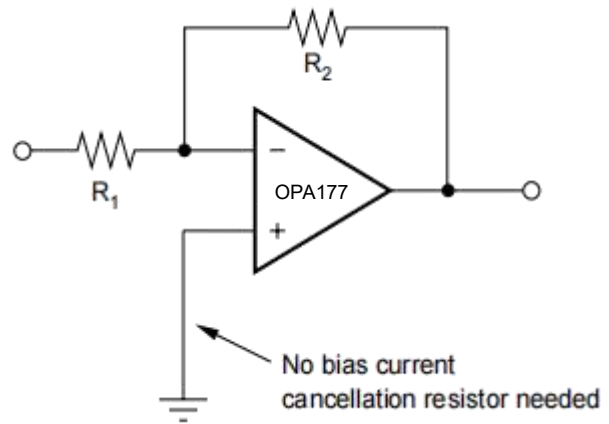 R2
R1
−
OPA177
+
No bias current
cancellation resistor needed